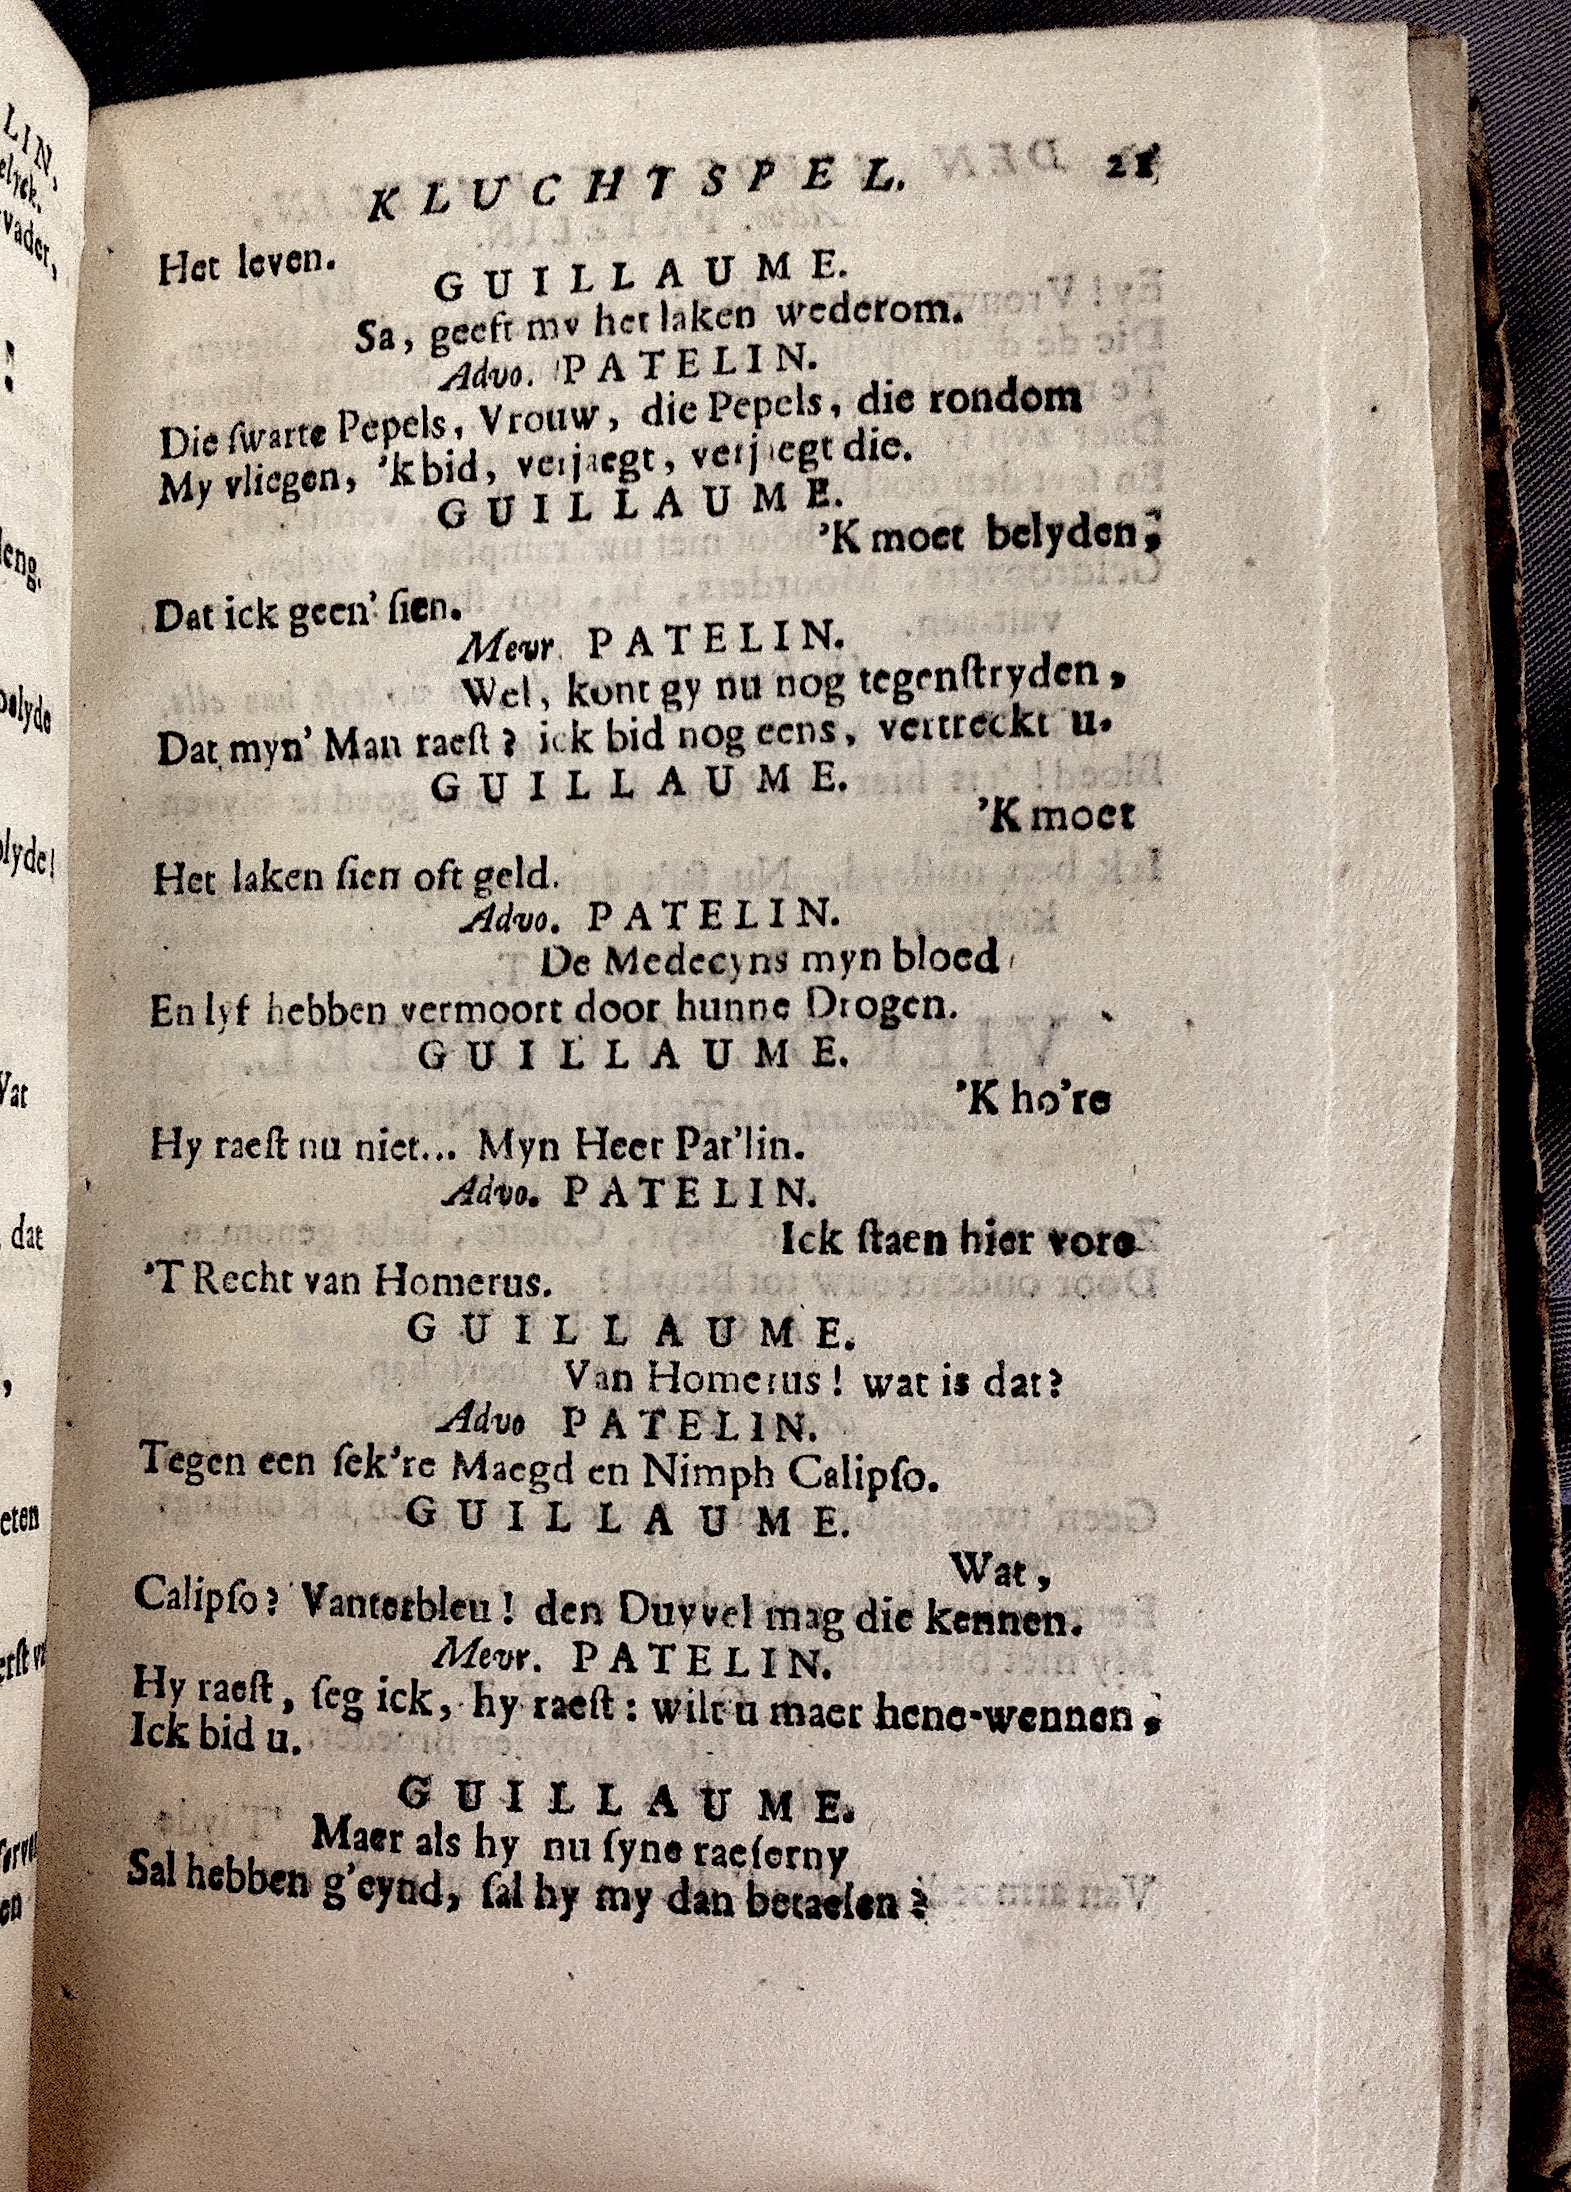 KLUCHTSPEL. 21
Het leven.
GUILLAUME.
Sa, geeft my het laken wederom.
Advo. PATELIN.
Die ſwarte Pepels, Vrouw, die Pepels, die rondom
My vliegen, 'k bid, verjaegt, verjaegt die.
GUILLAUME.
'K moet belyden,
Dat ick geen' ſien.
Mevr. PATELIN.
Wel, kont gy nu nog tegenſtryden,
Dat myn' Man raeſt? ick bid nog eens, vertreckt u.
GUILLAUME.
'K moet
Het laken ſien oft geld.
Advo. PATELIN.
De Medecyns myn bloed
En lyf hebben vermoort door hunne Drogen.
GUILLAUME.
'K ho're
Hy raeſt nu niet... Myn Heer Pat'lin.
Advo. PATELIN.
Ick ſtaen hier vore
'T Recht van Homerus.
GUILLAUME.
Van Homerus! wat is dat?
Advo PATELIN.
Tegen een ſek're Maegd en Nimph Calipſo.
GUILLAUME.
Wat,
Calipſo? Vanterbleu! den Duyvel mag die kennen.
Mevr. PATELIN.
Hy raeſt, ſeg ick, hy raeſt: wilt u maer hene-wennen,
Ick bid u.
GUILLAUME.
Maer als hy nu ſyne raeſerny
Sal hebben g'eynd, ſal hy my dan betaelen?